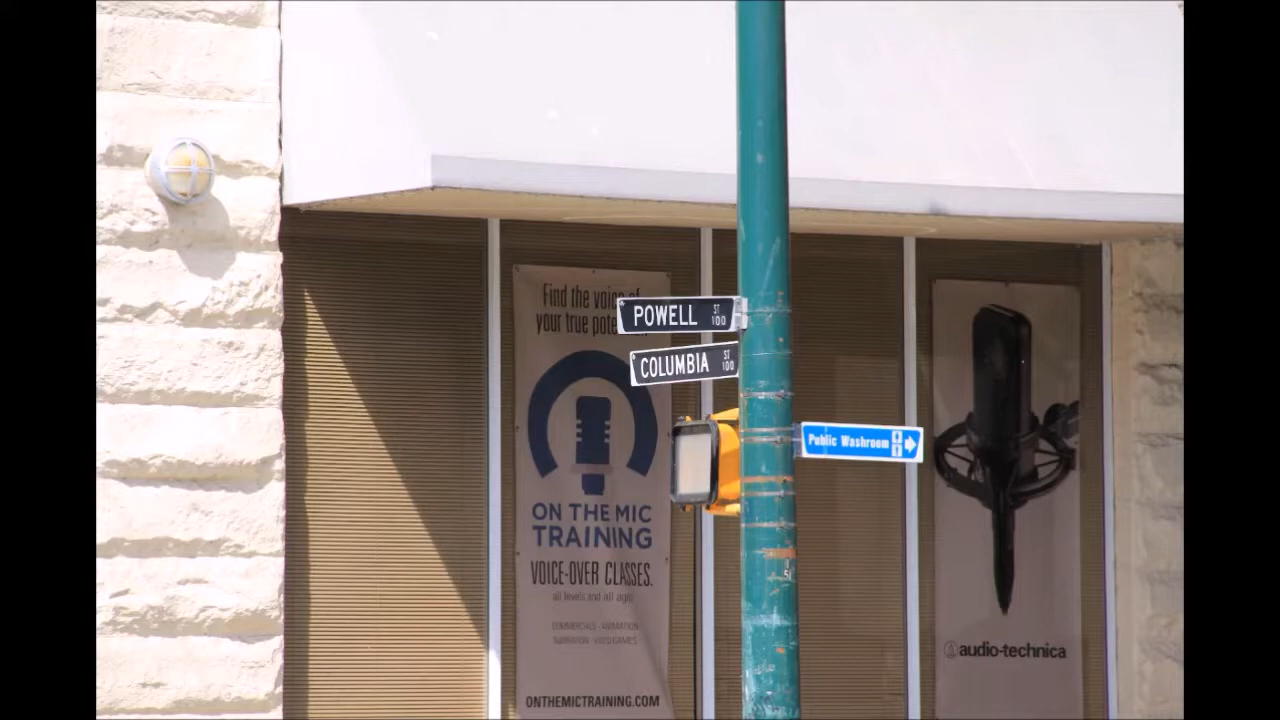 Find the voice of
your true pote
POWELL ST 100
COLUMBIA ST 100
Public Washroom
ON THE MIC
TRAINING
VOICE-OVER CLASSES.
all levels and all ages
COMMERCIALS - ANIMATION
NARRATION - VIDEO GAMES
ONTHEMICTRAINING.COM
51
audio-technica